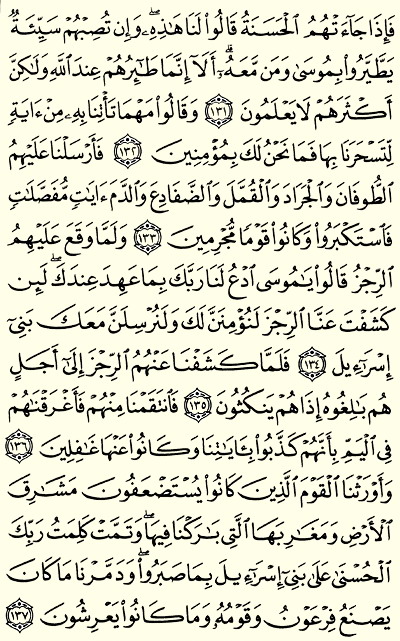 فَإِذَا جَآءَتْهُمُ ٱلْحَسَنَةُ قَالُوا۟ لَنَا هَٰذِهِۦ ۖ وَإِن تُصِبْهُمْ سَيِّئَةٌ
يَطَّيَّرُوا۟ بِمُوسَىٰ وَمَن مَّعَهُۥٓ ۗ أَلَآ إِنَّمَا طَٰٓئِرُهُمْ عِندَ ٱللَّهِ وَلَٰكِنَّ
أَكْثَرَهُمْ لَا يَعْلَمُونَ ١٣١ وَقَالُوا۟ مَهْمَا تَأْتِنَا بِهِۦ مِنْ ءَايَةٍ
لِّتَسْحَرَنَا بِهَا فَمَا نَحْنُ لَكَ بِمُؤْمِنِينَ ١٣٢ فَأَرْسَلْنَا عَلَيْهِمُ
ٱلطُّوفَانَ وَٱلْجَرَادَ وَٱلْقُمَّلَ وَٱلضَّفَادِعَ وَٱلدَّمَ ءَايَٰتٍ مُّفَصَّلَٰتٍ
فَٱسْتَكْبَرُوا۟ وَكَانُوا۟ قَوْمًا مُّجْرِمِينَ ١٣٣ وَلَمَّا وَقَعَ عَلَيْهِمُ
ٱلرِّجْزُ قَالُوا۟ يَٰمُوسَى ٱدْعُ لَنَا رَبَّكَ بِمَا عَهِدَ عِندَكَ ۖ لَئِن
كَشَفْتَ عَنَّا ٱلرِّجْزَ لَنُؤْمِنَنَّ لَكَ وَلَنُرْسِلَنَّ مَعَكَ بَنِىٓ
إِسْرَٰٓءِيلَ ١٣٤ فَلَمَّا كَشَفْنَا عَنْهُمُ ٱلرِّجْزَ إِلَىٰٓ أَجَلٍ
هُم بَٰلِغُوهُ إِذَا هُمْ يَنكُثُونَ ١٣٥ فَٱنتَقَمْنَا مِنْهُمْ فَأَغْرَقْنَٰهُمْ
فِى ٱلْيَمِّ بِأَنَّهُمْ كَذَّبُوا۟ بِـَٔايَٰتِنَا وَكَانُوا۟ عَنْهَا غَٰفِلِينَ ١٣٦
وَأَوْرَثْنَا ٱلْقَوْمَ ٱلَّذِينَ كَانُوا۟ يُسْتَضْعَفُونَ مَشَٰرِقَ
ٱلْأَرْضِ وَمَغَٰرِبَهَا ٱلَّتِى بَٰرَكْنَا فِيهَا ۖ وَتَمَّتْ كَلِمَتُ رَبِّكَ
ٱلْحُسْنَىٰ عَلَىٰ بَنِىٓ إِسْرَٰٓءِيلَ بِمَا صَبَرُوا۟ ۖ وَدَمَّرْنَا مَا كَانَ
يَصْنَعُ فِرْعَوْنُ وَقَوْمُهُۥ وَمَا كَانُوا۟ يَعْرِشُونَ ١٣٧